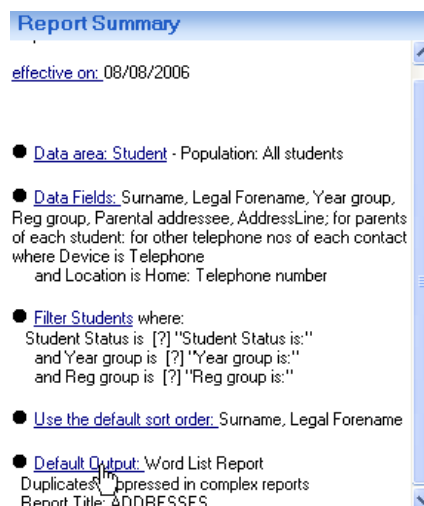 Report Summary
effective on: 08/08/2006
Data area: Student - Population: All students
Data Fields: Surname, Legal Forename, Year group,
Reg group, Parental addressee, AddressLine; for parents
of each student: for other telephone nos of each contact
where Device is Telephone
and Location is Home: Telephone number
Filter Students where:
Student Status is [?] "Student Status is:"
and Year group is [?] "Year group is:"
and Reg group is [?] "Reg group is:"
Use the default sort order: Surname, Legal Forename
Default Output: Word List Report
Duplicates suppressed in complex reports
Report Title: ADDRESSES